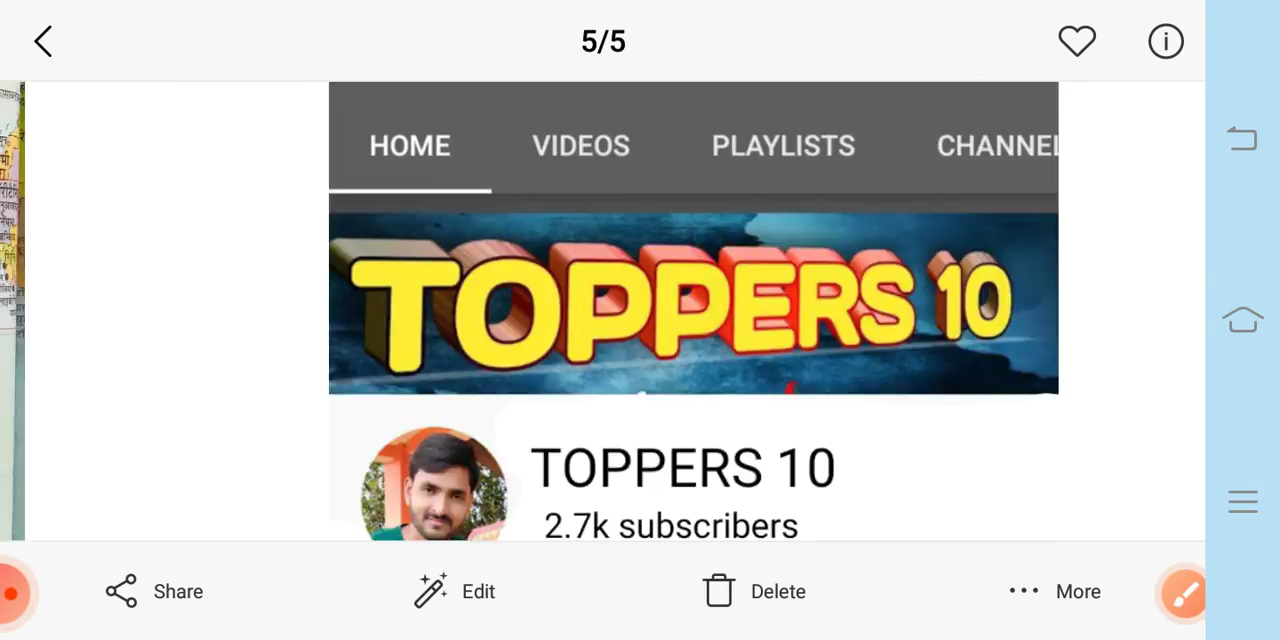 5/5
HOME VIDEOS PLAYLISTS CHANNEL
TOPPERS 10
TOPPERS 10
2.7k subscribers
Share Edit Delete More